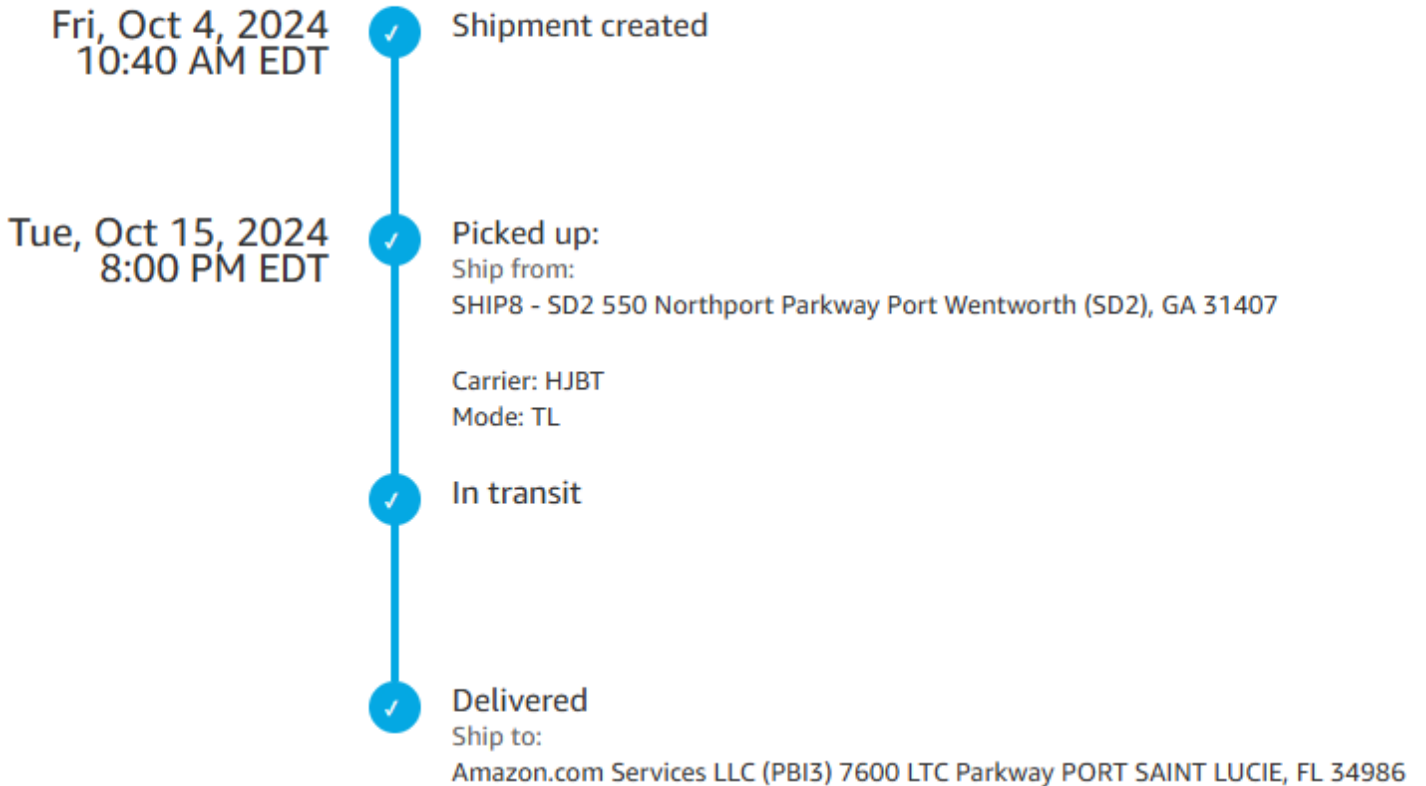 Fri, Oct 4, 2024
10:40 AM EDT
Shipment created
Tue, Oct 15, 2024
8:00 PM EDT
Picked up:
Ship from:
SHIP8 - SD2 550 Northport Parkway Port Wentworth (SD2), GA 31407
Carrier: HJBT
Mode: TL
In transit
Delivered
Ship to:
Amazon.com Services LLC (PBI3) 7600 LTC Parkway PORT SAINT LUCIE, FL 34986